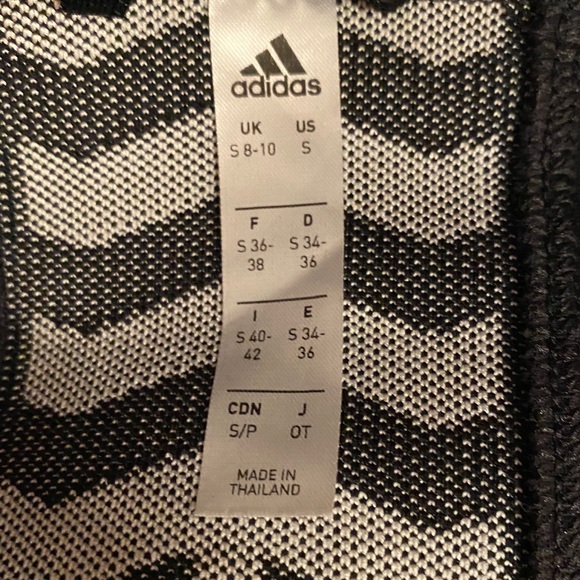 adidas
UK US
S 8-10 S
F D
S 36- S 34-
38 36
I E
S 40- S 34-
42 36
CDN J
S/P OT
MADE IN
THAILAND